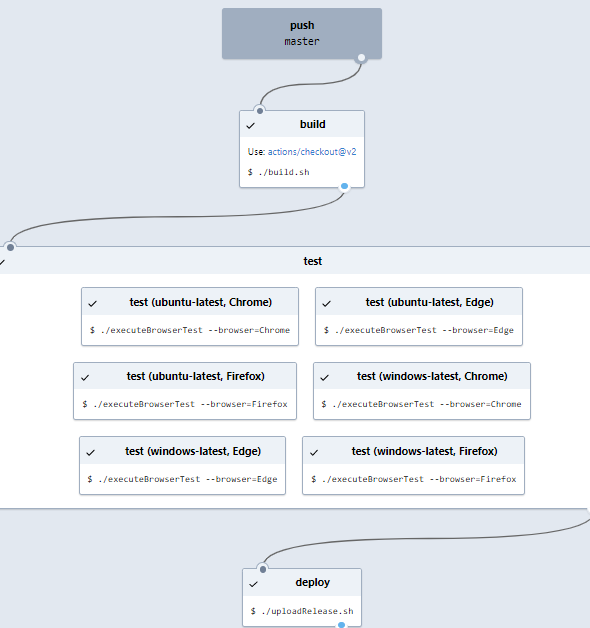 push
master
build
Use: actions/checkout@v2
$ ./build.sh
test
test (ubuntu-latest, Chrome)
$ ./executeBrowserTest --browser=Chrome
test (ubuntu-latest, Edge)
$ ./executeBrowserTest --browser=Edge
test (ubuntu-latest, Firefox)
$ ./executeBrowserTest --browser=Firefox
test (windows-latest, Chrome)
$ ./executeBrowserTest --browser=Chrome
test (windows-latest, Edge)
$ ./executeBrowserTest --browser=Edge
test (windows-latest, Firefox)
$ ./executeBrowserTest --browser=Firefox
deploy
$ ./uploadRelease.sh